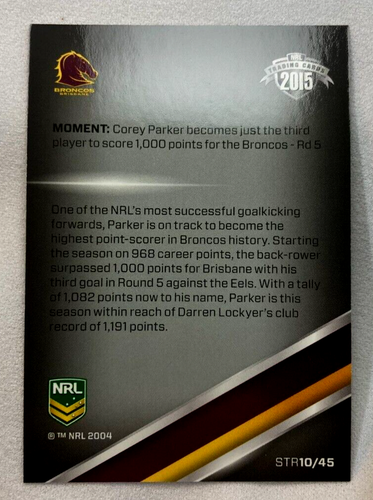 BRONCOS
BRISBANE
NRL
TRADING CARDS
2015
MOMENT: Corey Parker becomes just the third
player to score 1,000 points for the Broncos - Rd 5
One of the NRL's most successful goalkicking
forwards, Parker is on track to become the
highest point-scorer in Broncos history. Starting
the season on 968 career points, the back-rower
surpassed 1,000 points for Brisbane with his
third goal in Round 5 against the Eels. With a tally
of 1,082 points now to his name, Parker is this
season within reach of Darren Lockyer's club
record of 1,191 points.
NRL
® ™ NRL 2004
STR10/45